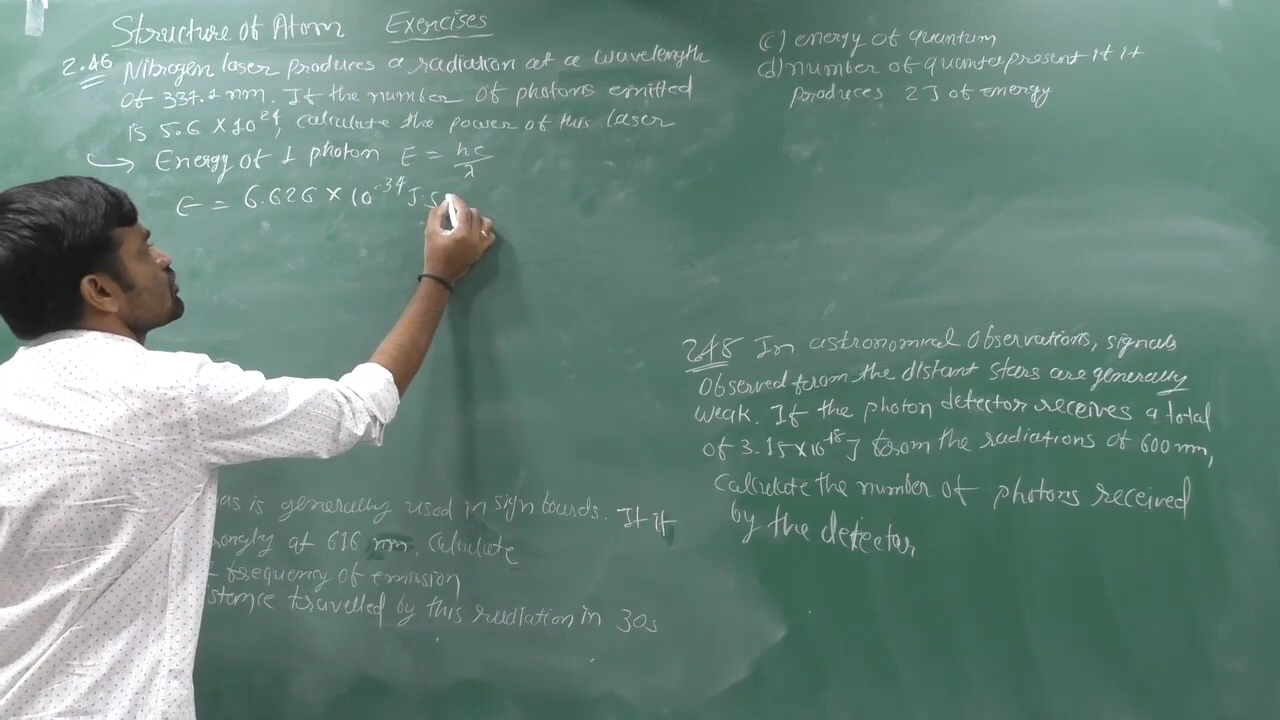 Structure of Atom Exercises
2.46 Nitrogen laser produces a radiation at a wavelength
of 337.1 nm. If the number of photons emitted
is 5.6 × 10²⁴, calculate the power of this laser
Energy of 1 photon E = hc/λ
E = 6.626 × 10⁻³⁴ J.s
as is generally used in sign boards. If it
ongly at 616 nm. Calculate
frequency of emission
stance travelled by this radiation in 30s
(c) energy of quantum
(d) number of quanta present if it
produces 2J of energy
2.48 In astronomical observations, signals
observed from the distant stars are generally
weak. If the photon detector receives a total
of 3.15×10⁻¹⁸J from the radiations of 600 nm,
Calculate the number of photons received
by the detector